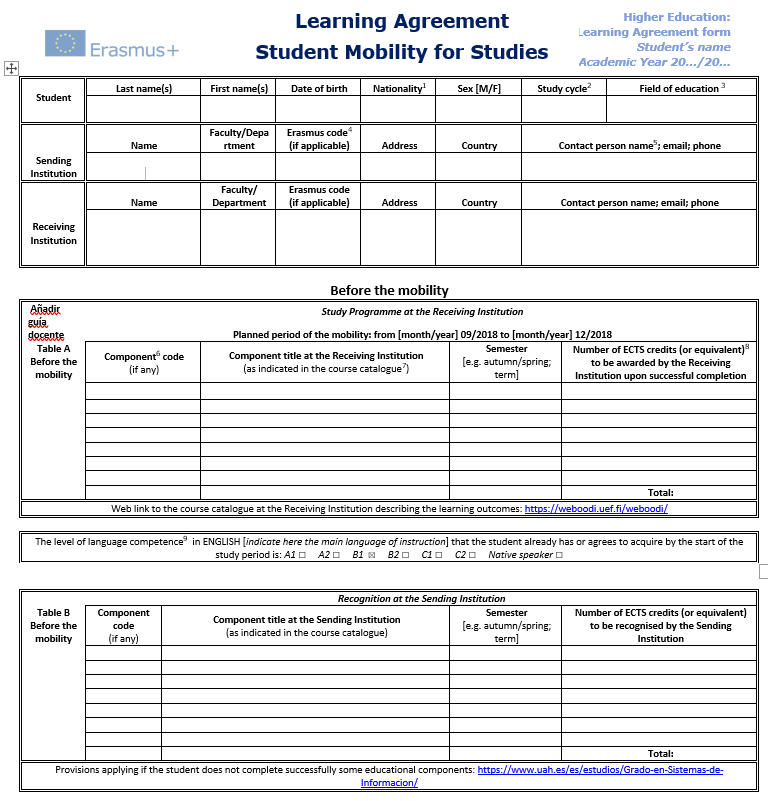 Learning Agreement
Student Mobility for Studies
Erasmus+
Higher Education:
Learning Agreement form
Student's name
Academic Year 20…/20…
Student
Last name(s)
First name(s)
Date of birth
Nationality1
Sex [M/F]
Study cycle2
Field of education 3
Sending
Institution
Name
Faculty/Depa
rtment
Erasmus code4
(if applicable)
Address
Country
Contact person name5; email; phone
Receiving
Institution
Name
Faculty/
Department
Erasmus code
(if applicable)
Address
Country
Contact person name; email; phone
Before the mobility
Añadir
guía
docente
Table A
Before the
mobility
Study Programme at the Receiving Institution
Planned period of the mobility: from [month/year] 09/2018 to [month/year] 12/2018
Component6 code
(if any)
Component title at the Receiving Institution
(as indicated in the course catalogue7)
Semester
[e.g. autumn/spring;
term]
Number of ECTS credits (or equivalent)8
to be awarded by the Receiving
Institution upon successful completion
Total:
Web link to the course catalogue at the Receiving Institution describing the learning outcomes: https://weboodi.uef.fi/weboodi/
The level of language competence9 in ENGLISH [indicate here the main language of instruction] that the student already has or agrees to acquire by the start of the
study period is: A1 ☐ A2 ☐ B1 ☒ B2 ☐ C1 ☐ C2 ☐ Native speaker ☐
Table B
Before the
mobility
Recognition at the Sending Institution
Component
code
(if any)
Component title at the Sending Institution
(as indicated in the course catalogue)
Semester
[e.g. autumn/spring;
term]
Number of ECTS credits (or equivalent)
to be recognised by the Sending
Institution
Total:
Provisions applying if the student does not complete successfully some educational components: https://www.uah.es/es/estudios/Grado-en-Sistemas-de-
Informacion/